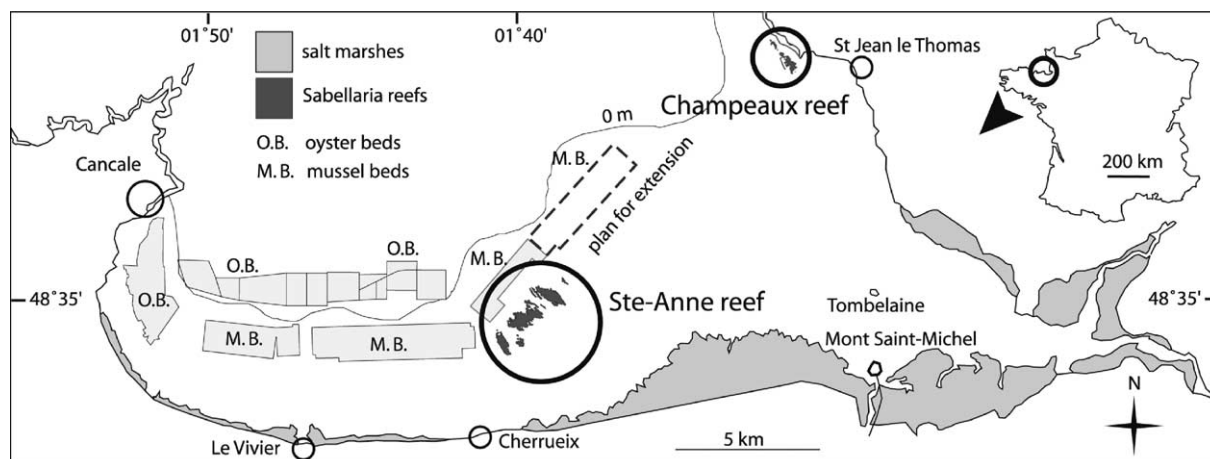 01˚50'
01˚40'
salt marshes
Sabellaria reefs
O.B. oyster beds
M.B. mussel beds
St Jean le Thomas
Champeaux reef
200 km
0 m
Cancale
M.B.
plan for extension
O.B.
O.B.
M.B.
48˚35'
O.B.
Ste-Anne reef
Tombelaine
48˚35'
M.B.
M.B.
Mont Saint-Michel
N
Le Vivier
Cherrueix
5 km